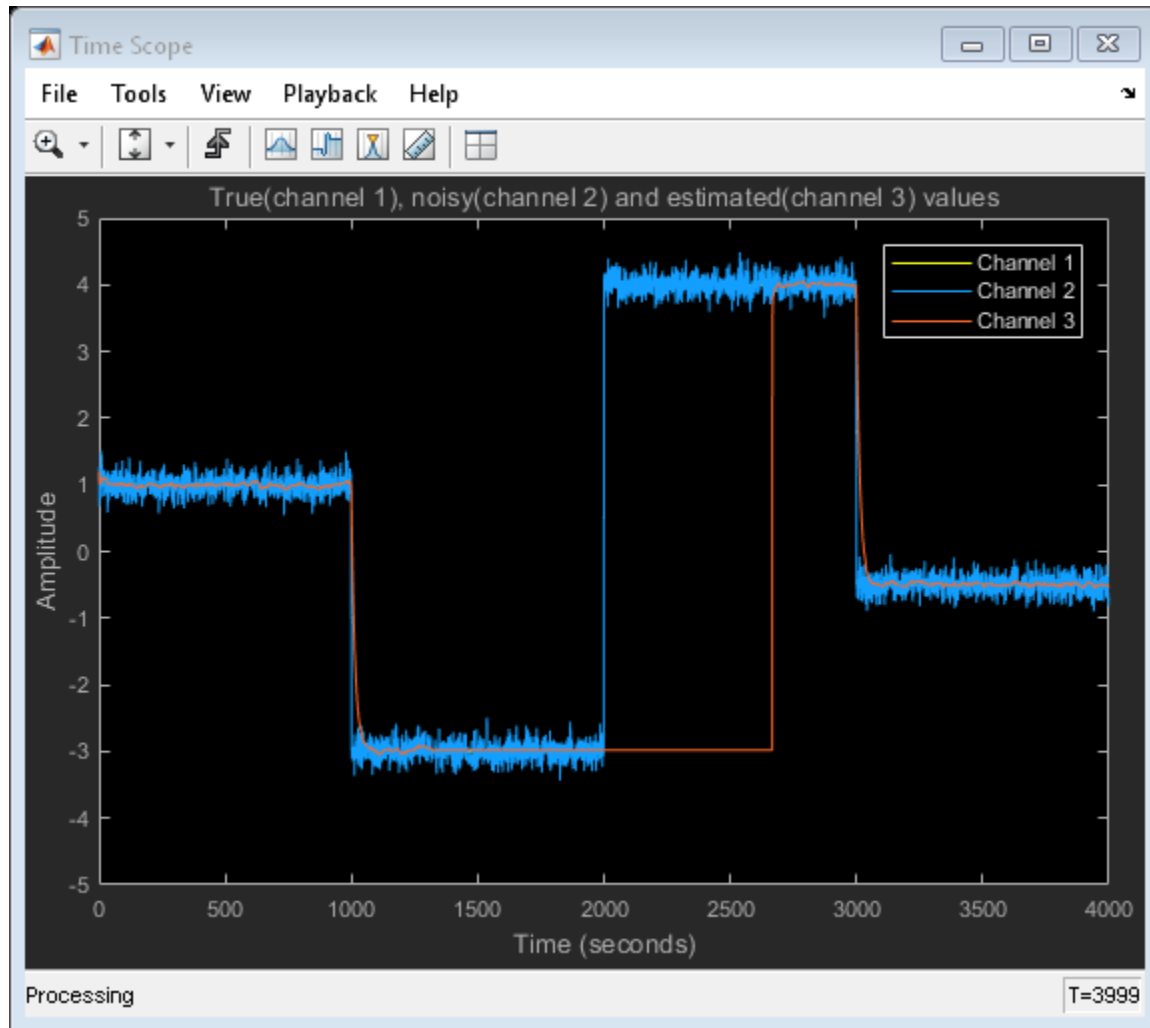 Time Scope
File Tools View Playback Help
True(channel 1), noisy(channel 2) and estimated(channel 3) values
Channel 1
Channel 2
Channel 3
Amplitude
5
4
3
2
1
0
-1
-2
-3
-4
-5
0 500 1000 1500 2000 2500 3000 3500 4000
Time (seconds)
Processing T=3999